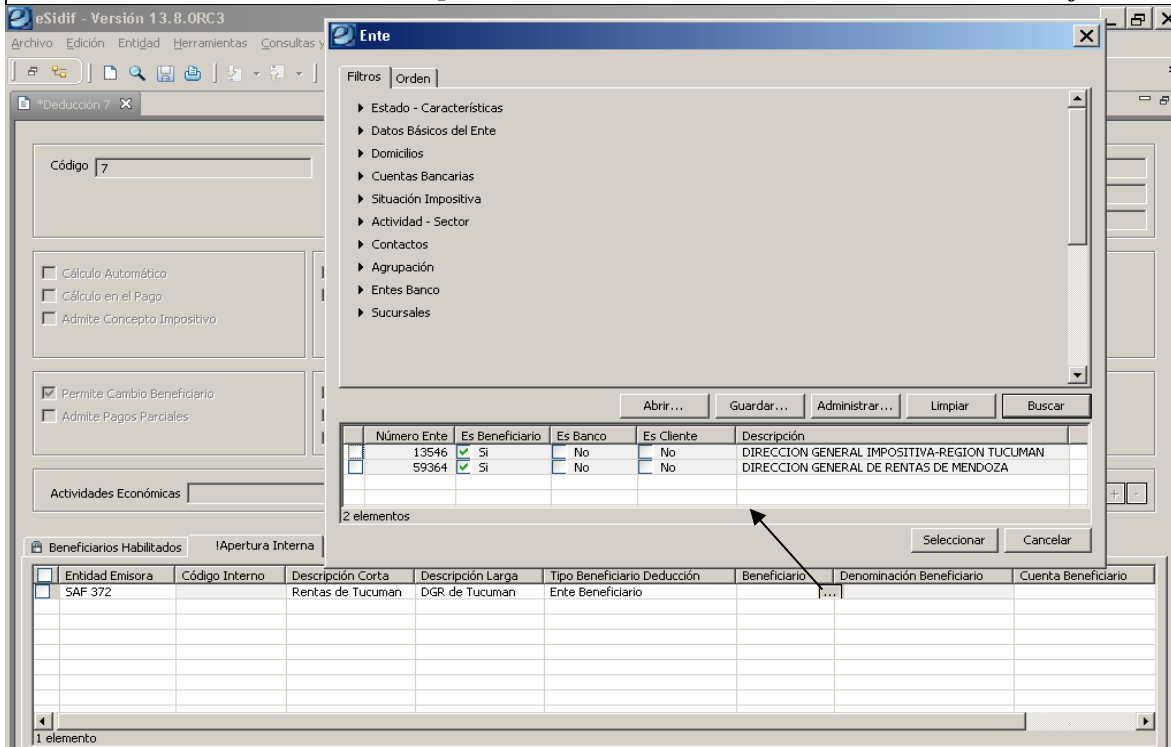 eSidif - Versión 13.8.0RC3
Archivo Edición Entidad Herramientas Consultas y
*Deducción 7
Código 7
Cálculo Automático
Cálculo en el Pago
Admite Concepto Impositivo
Permite Cambio Beneficiario
Admite Pagos Parciales
Actividades Económicas
+ -
Ente
Filtros Orden
Estado - Características
Datos Básicos del Ente
Domicilios
Cuentas Bancarias
Situación Impositiva
Actividad - Sector
Contactos
Agrupación
Entes Banco
Sucursales
Abrir... Guardar... Administrar... Limpiar Buscar
Número Ente Es Beneficiario Es Banco Es Cliente Descripción
13546 Si No No DIRECCION GENERAL IMPOSITIVA-REGION TUCUMAN
59364 Si No No DIRECCION GENERAL DE RENTAS DE MENDOZA
2 elementos
Seleccionar Cancelar
Beneficiarios Habilitados !Apertura Interna
Entidad Emisora Código Interno Descripción Corta Descripción Larga Tipo Beneficiario Deducción Beneficiario Denominación Beneficiario Cuenta Beneficiario
SAF 372 Rentas de Tucuman DGR de Tucuman Ente Beneficiario ...
1 elemento